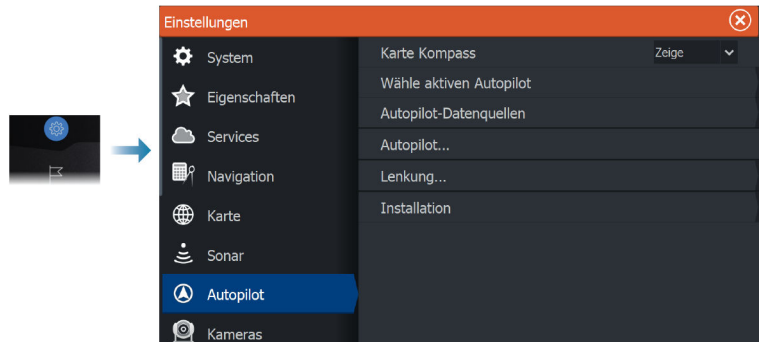 Einstellungen
System
Eigenschaften
Services
Navigation
Karte
Sonar
Autopilot
Kameras
Karte Kompass Zeige
Wähle aktiven Autopilot
Autopilot-Datenquellen
Autopilot...
Lenkung...
Installation